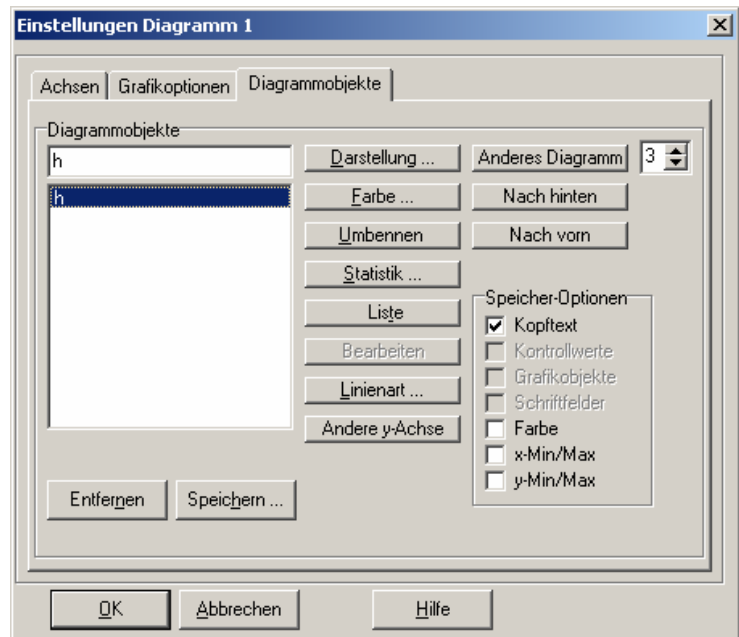 Einstellungen Diagramm 1
Achsen
Grafikoptionen
Diagrammobjekte
Diagrammobjekte
h
h
Darstellung ...
Farbe ...
Umbennen
Statistik ...
Liste
Bearbeiten
Linienart ...
Andere y-Achse
Anderes Diagramm
3
Nach hinten
Nach vorn
Speicher-Optionen
Kopftext
Kontrollwerte
Grafikobjekte
Schriftfelder
Farbe
x-Min/Max
y-Min/Max
Entfernen
Speichern ...
OK
Abbrechen
Hilfe